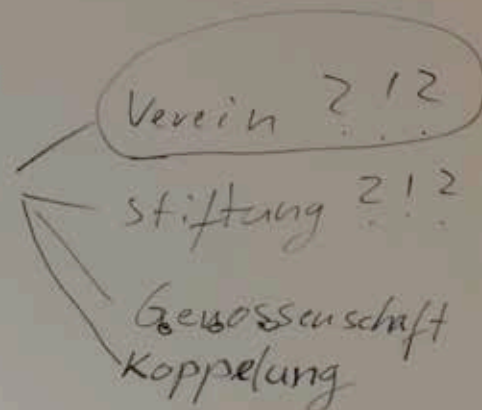 Verein ?!?
Stiftung ?!?
Genossenschaft
Koppelung